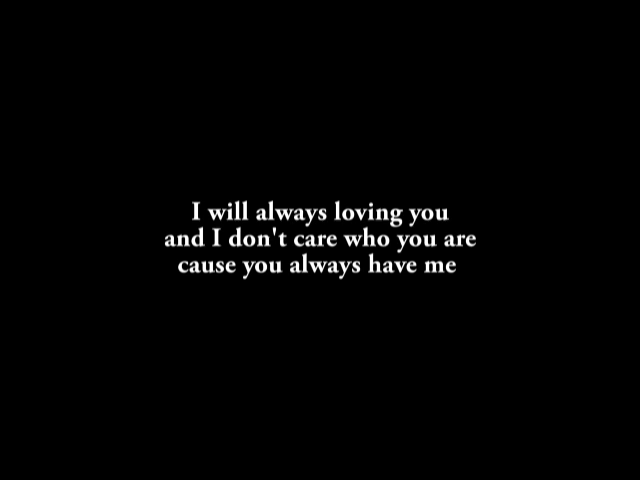 I will always loving you
and I don't care who you are
cause you always have me